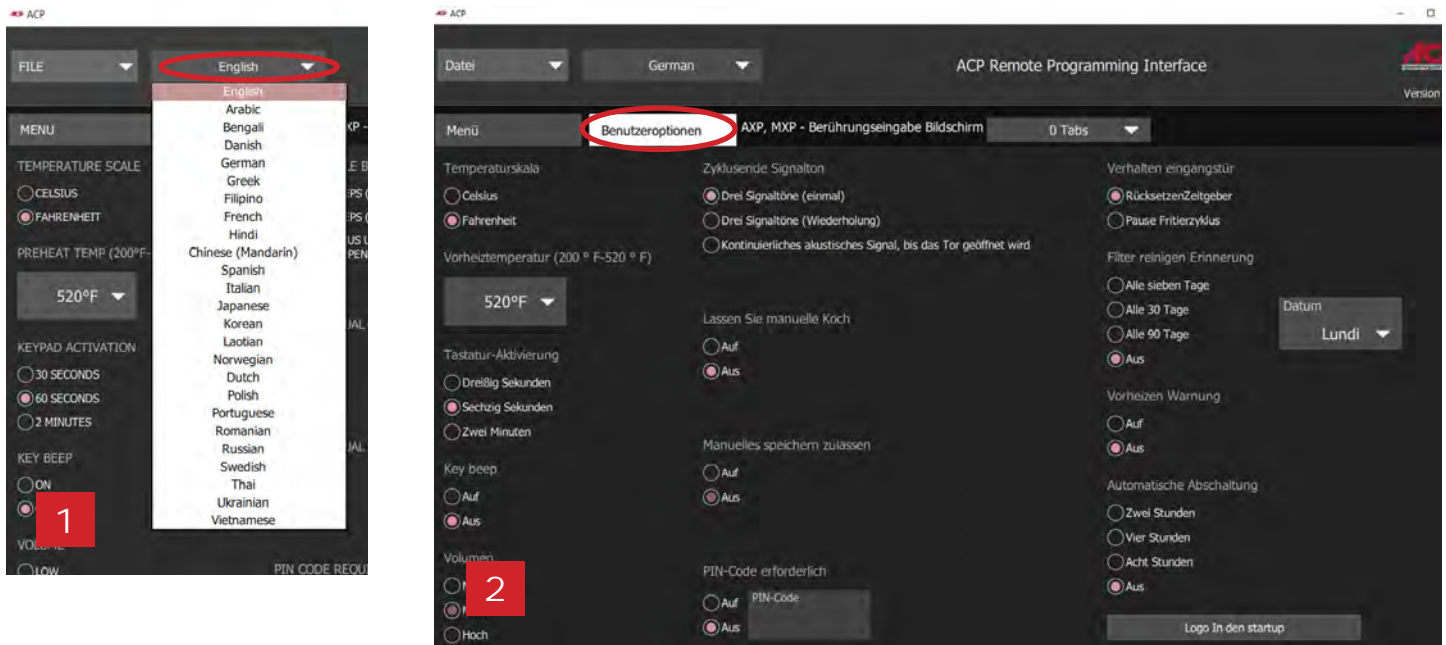 ACP
FILE
English
English
Arabic
Bengali
Danish
German
Greek
Filipino
French
Hindi
Chinese (Mandarin)
Spanish
Italian
Japanese
Korean
Laotian
Norwegian
Dutch
Polish
Portuguese
Romanian
Russian
Swedish
Thai
Ukrainian
Vietnamese
MENU
TEMPERATURE SCALE
CELSIUS
FAHRENHEIT
PREHEAT TEMP (200°F-
520°F
KEYPAD ACTIVATION
30 SECONDS
60 SECONDS
2 MINUTES
KEY BEEP
ON
1
LOW
PIN CODE REQUI
ACP
Datei
German
ACP Remote Programming Interface
Version
Menü
Benutzeroptionen
AXP, MXP - Berührungseingabe Bildschirm
0 Tabs
Temperaturskala
Celsius
Fahrenheit
Vorheiztemperatur (200 ° F-520 ° F)
520°F
Tastatur-Aktivierung
Dreißig Sekunden
Sechzig Sekunden
Zwei Minuten
Key beep
Auf
Aus
Volumen
Hoch
2
Zyklusende Signalton
Drei Signaltöne (einmal)
Drei Signaltöne (Wiederholung)
Kontinuierliches akustisches Signal, bis das Tor geöffnet wird
Lassen Sie manuelle Koch
Auf
Aus
Manuelles speichern zulassen
Auf
Aus
PIN-Code erforderlich
Auf
PIN-Code
Aus
Verhalten eingangstür
RücksetzenZeitgeber
Pause Fritierzyklus
Filter reinigen Erinnerung
Alle sieben Tage
Alle 30 Tage
Alle 90 Tage
Aus
Datum
Lundi
Vorheizen Warnung
Auf
Aus
Automatische Abschaltung
Zwei Stunden
Vier Stunden
Acht Stunden
Aus
Logo In den startup